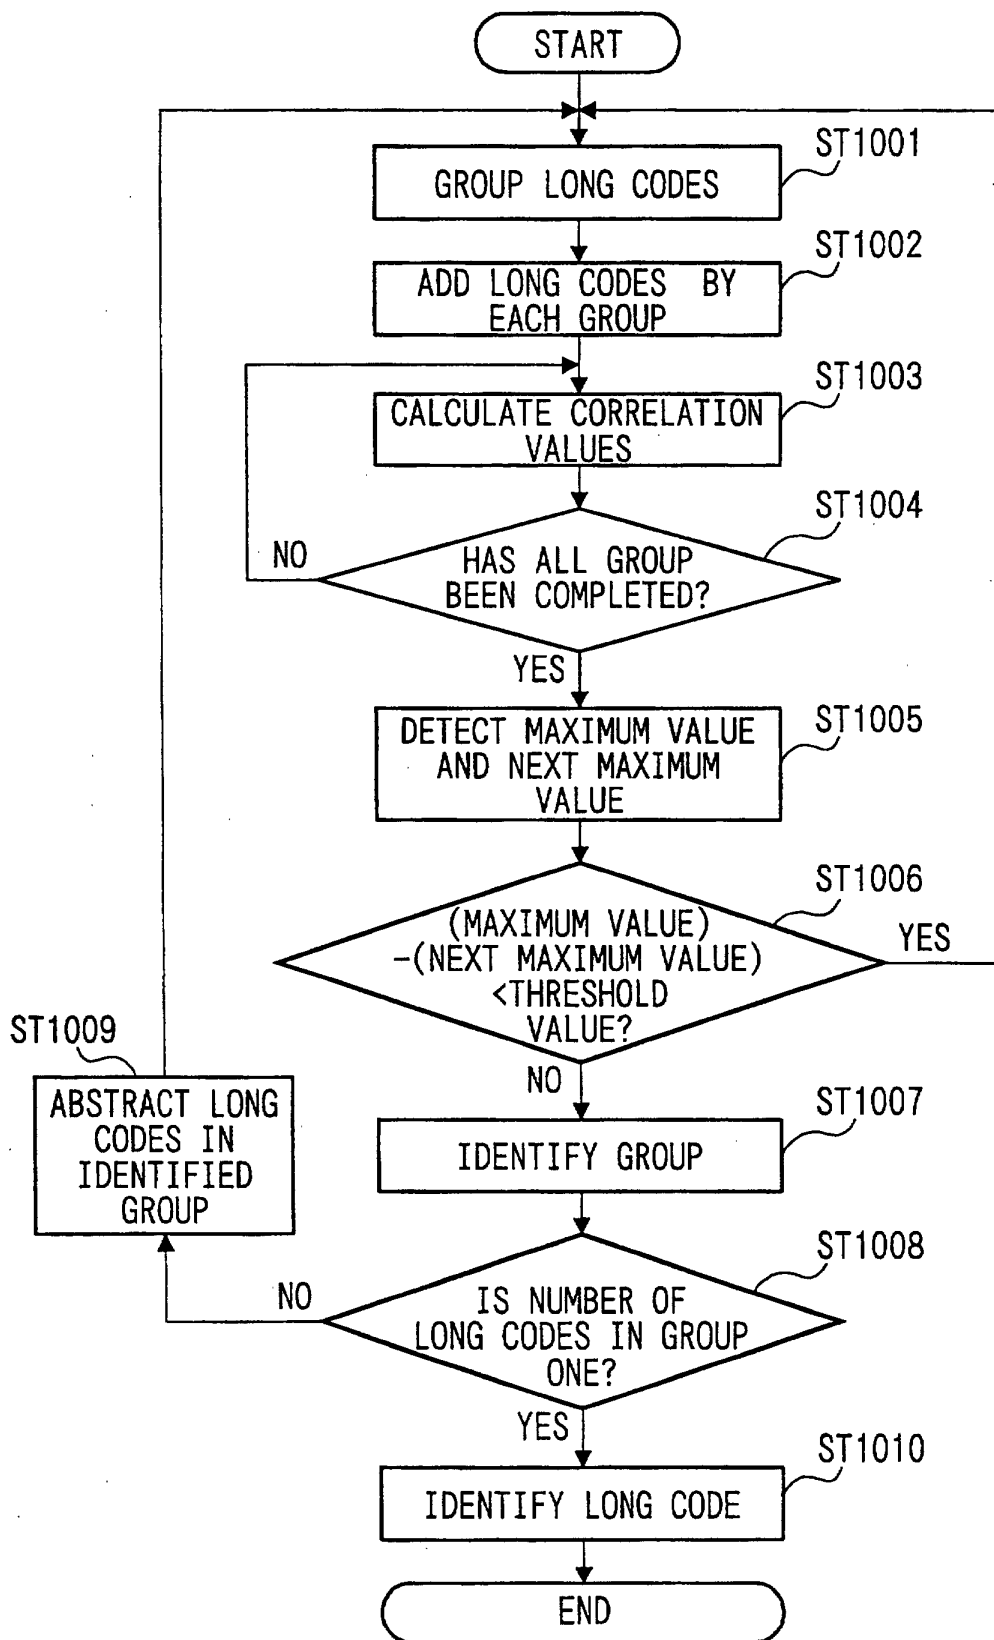 START
ST1001
GROUP LONG CODES
ST1002
ADD LONG CODES BY
EACH GROUP
ST1003
CALCULATE CORRELATION
VALUES
ST1004
NO
HAS ALL GROUP
BEEN COMPLETED?
YES
ST1005
DETECT MAXIMUM VALUE
AND NEXT MAXIMUM
VALUE
ST1006
(MAXIMUM VALUE)
-(NEXT MAXIMUM VALUE)
<THRESHOLD
VALUE?
YES
NO
ST1009
ABSTRACT LONG
CODES IN
IDENTIFIED
GROUP
ST1007
IDENTIFY GROUP
ST1008
NO
IS NUMBER OF
LONG CODES IN GROUP
ONE?
YES
ST1010
IDENTIFY LONG CODE
END